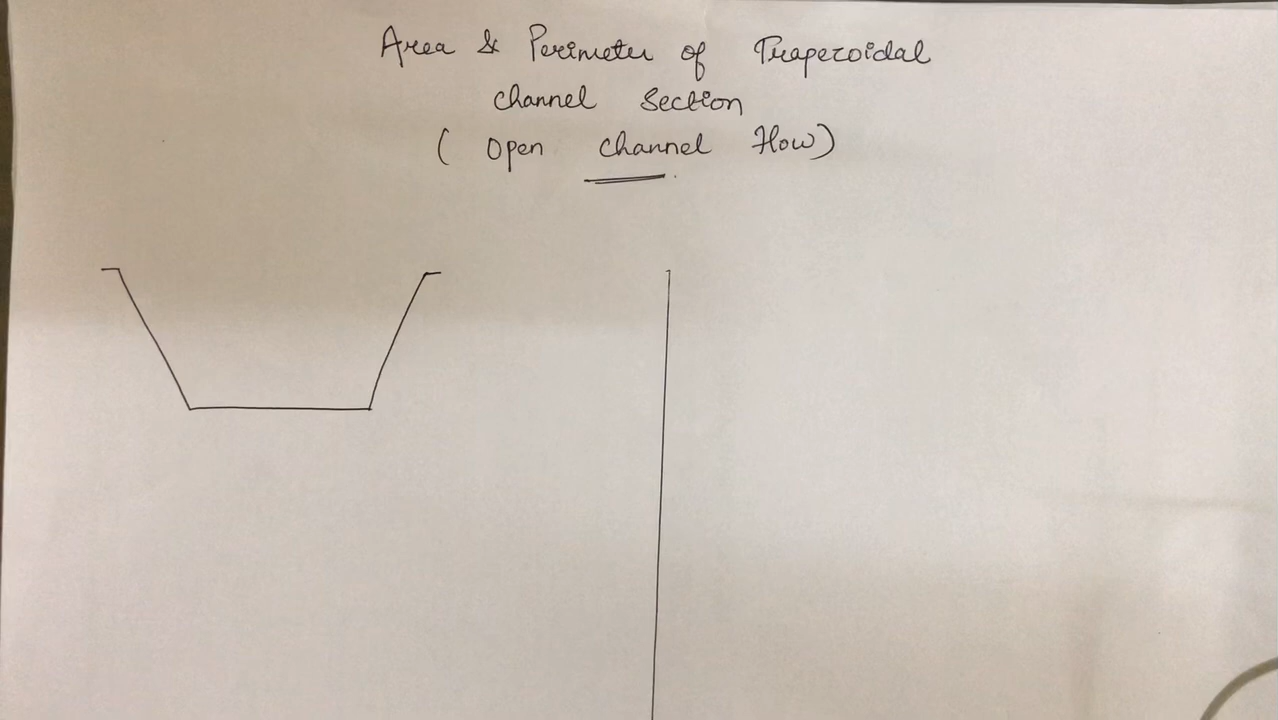 Area & Perimeter of Trapezoidal
channel section
( Open channel Flow)